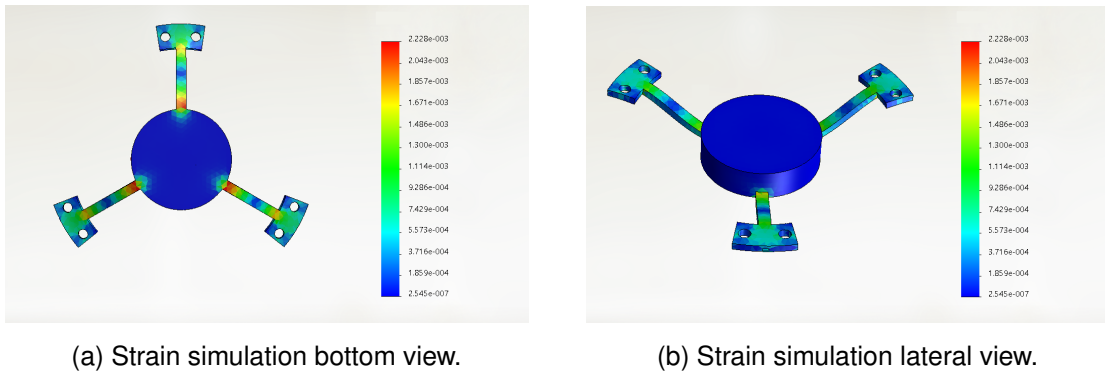 2.228e-003
2.043e-003
1.857e-003
1.671e-003
1.486e-003
1.300e-003
1.114e-003
9.286e-004
7.430e-004
5.573e-004
3.716e-004
1.859e-004
2.545e-007
(a) Strain simulation bottom view.
2.228e-003
2.043e-003
1.857e-003
1.671e-003
1.486e-003
1.300e-003
1.114e-003
9.286e-004
7.430e-004
5.573e-004
3.716e-004
1.859e-004
2.545e-007
(b) Strain simulation lateral view.